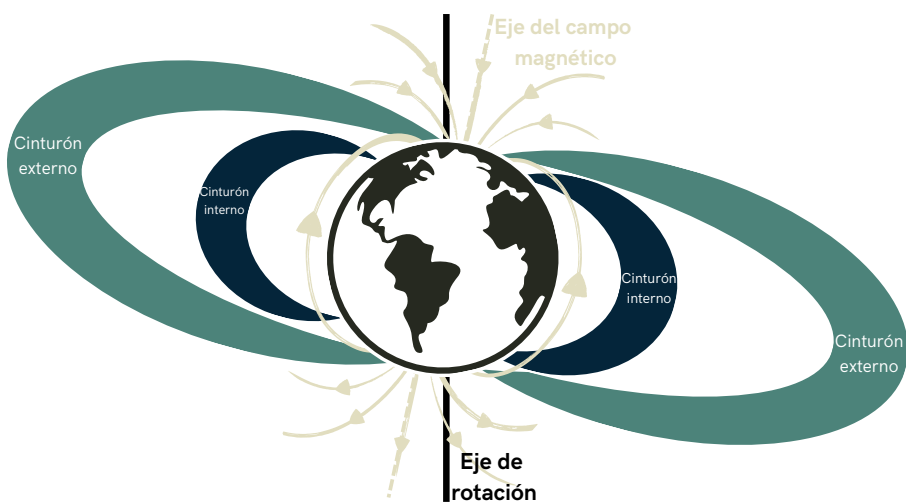 Eje del campo
magnético
Cinturón
externo
Cinturón
interno
Cinturón
interno
Cinturón
externo
Eje de
rotación